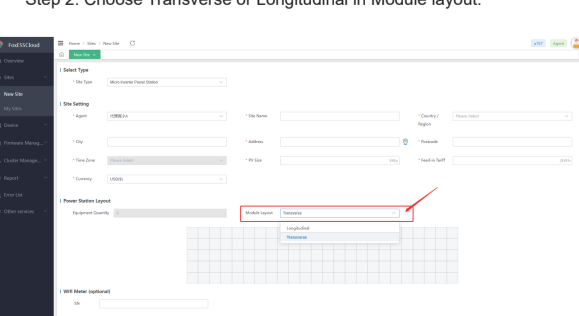 Step 2: Choose Transverse or Longitudinal in Module layout.
FoxESSCloud
Home / Sites / New Site
Agent
New Site ×
Overview
Sites
New Site
My Sites
Device
Firmware Manag...
Cluster Manage...
Report
Error List
Other services
Select Type
* Site Type Micro-Inverter Power Station
Site Setting
* Agent
* Site Name
* Country / Region Please Select
* City
* Address
* Postcode
* Time Zone Please Select
* PV Size
* Feed-in Tariff
* Currency USD($)
Power Station Layout
Equipment Quantity
Module Layout Transverse
Longitudinal
Transverse
Wifi Meter (optional)
SN